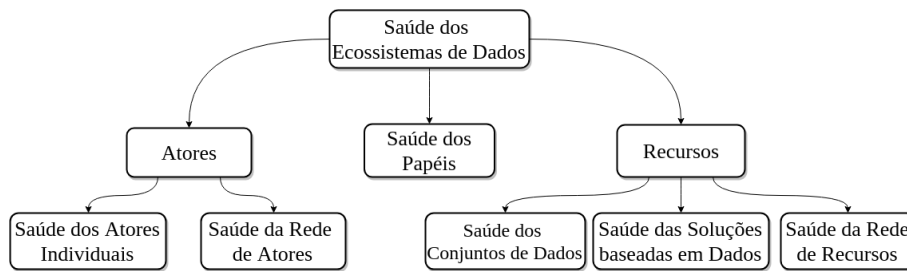 Saúde dos
Ecossistemas de Dados
Atores
Saúde dos
Papéis
Recursos
Saúde dos Atores
Individuais
Saúde da Rede
de Atores
Saúde dos
Conjuntos de Dados
Saúde das Soluções
baseadas em Dados
Saúde da Rede
de Recursos